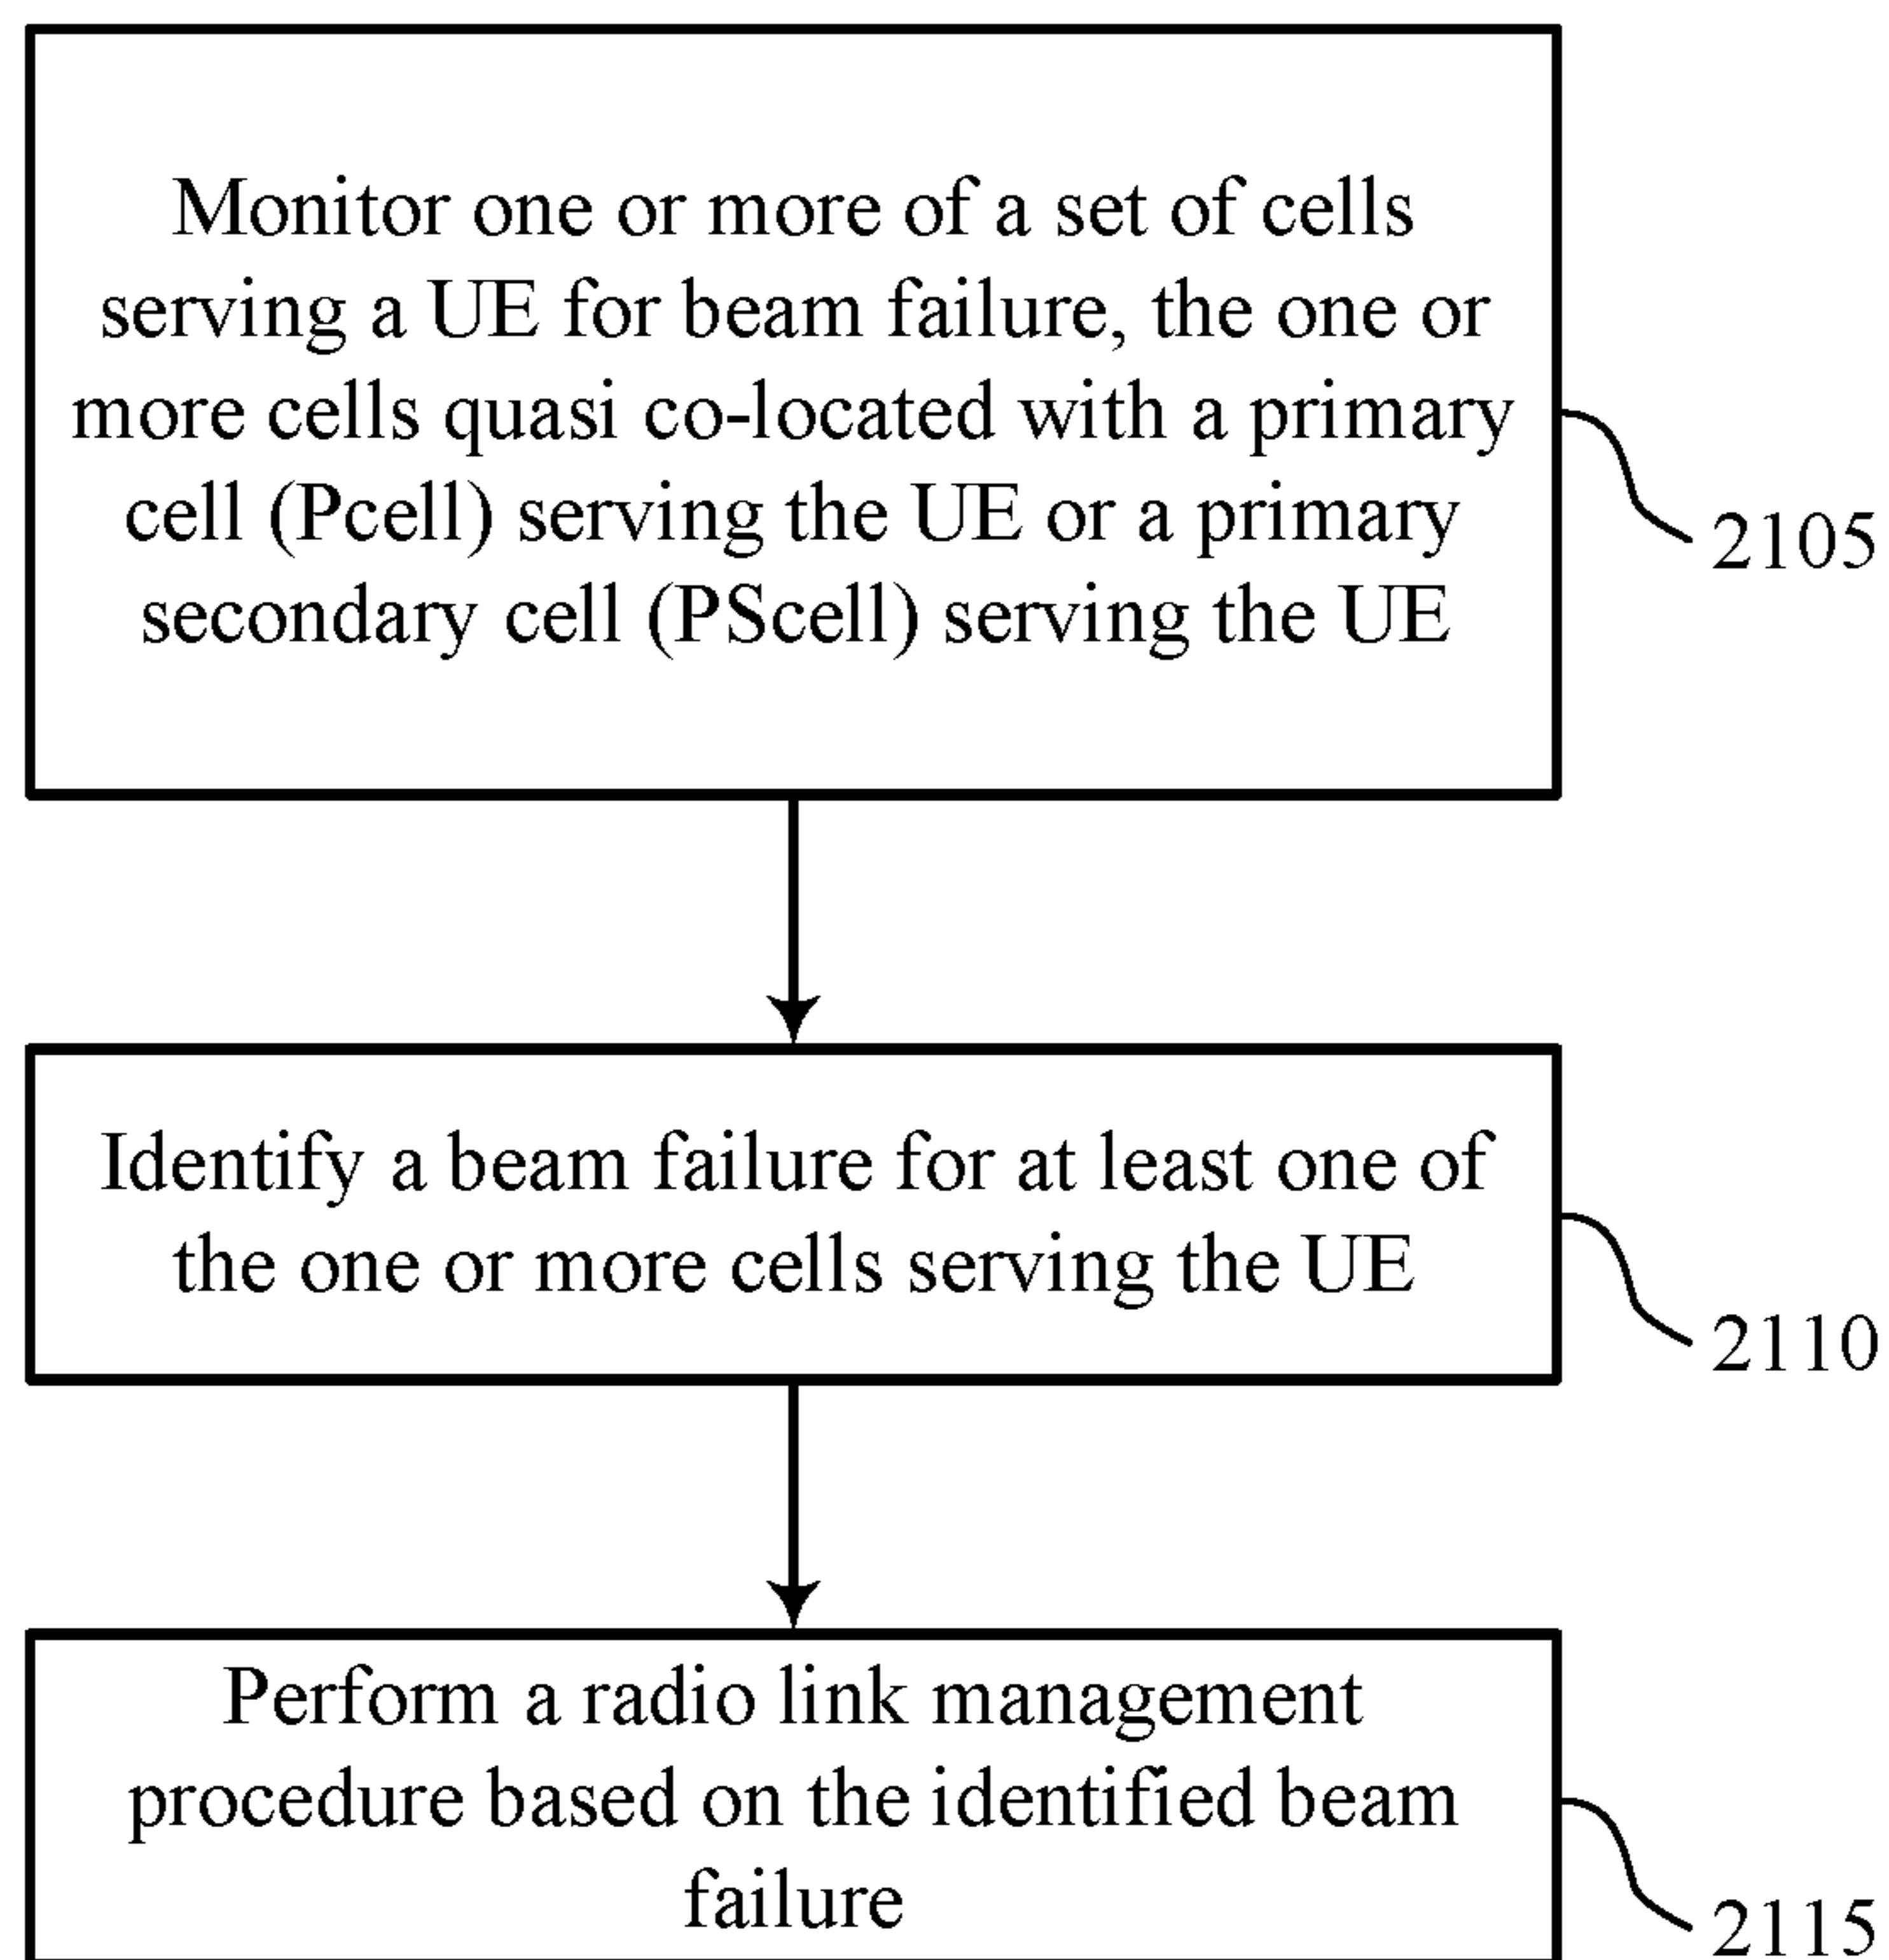 Monitor one or more of a set of cells
serving a UE for beam failure, the one or
more cells quasi co-located with a primary
cell (Pcell) serving the UE or a primary
secondary cell (PScell) serving the UE
2105
Identify a beam failure for at least one of
the one or more cells serving the UE
2110
Perform a radio link management
procedure based on the identified beam
failure
2115